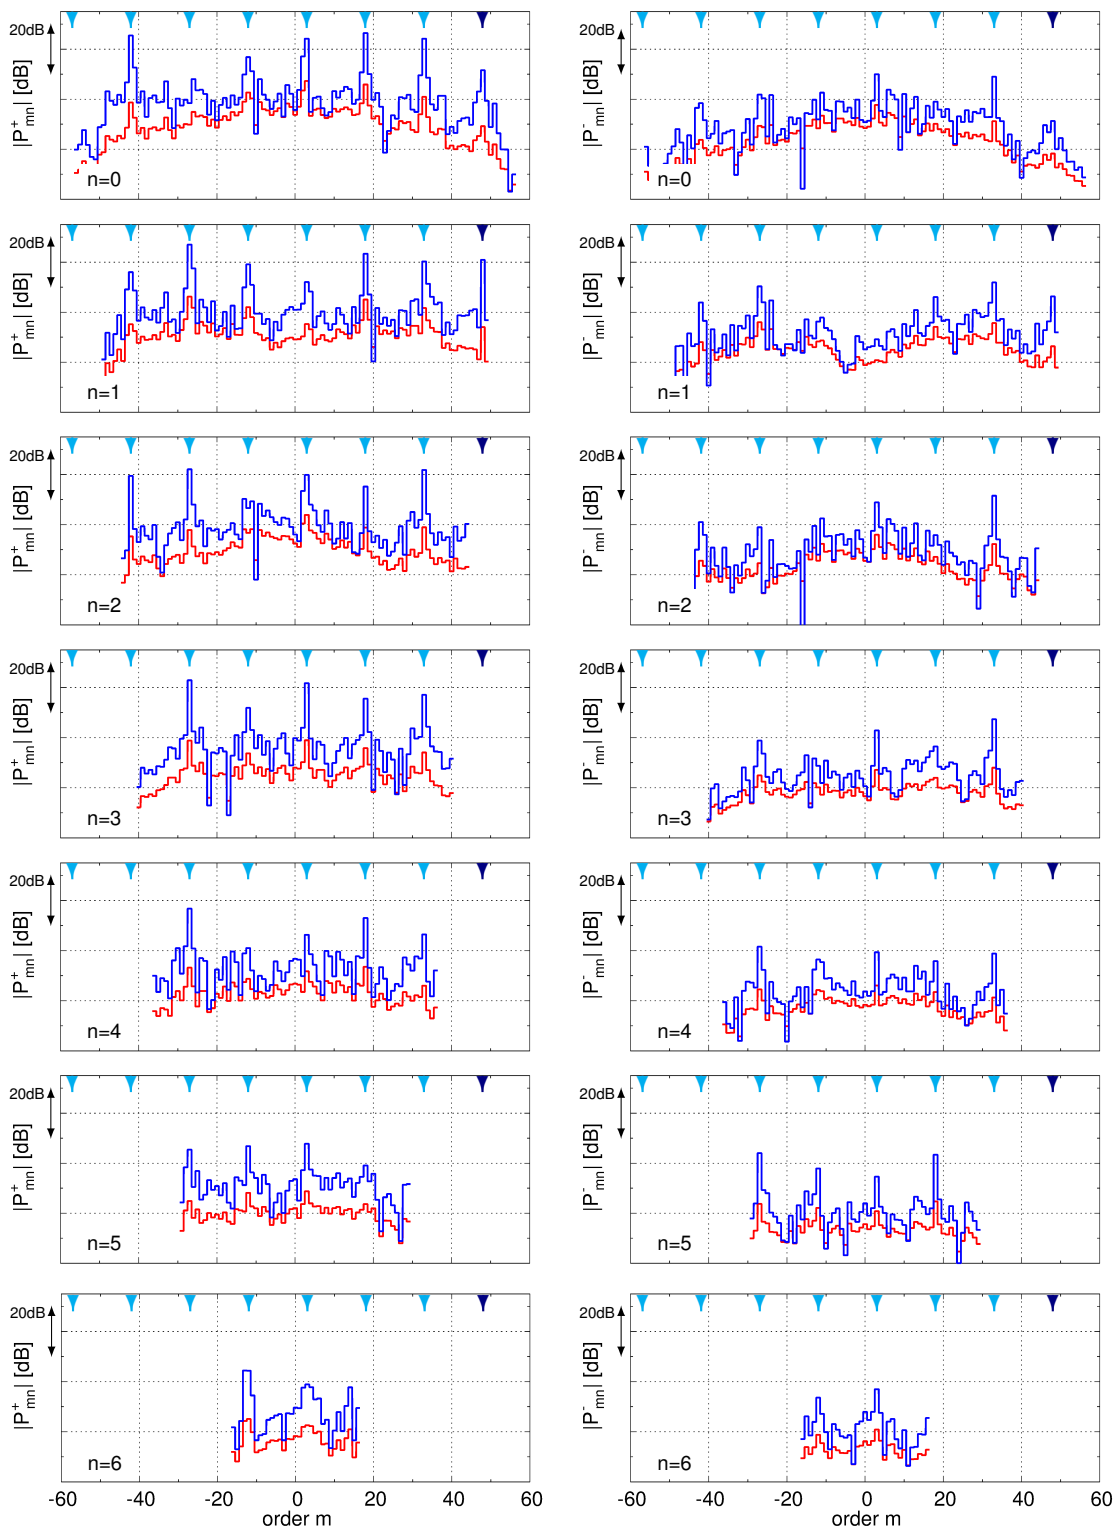 20dB
|P⁺ₘₙ| [dB]
n=0
20dB
|P⁻ₘₙ| [dB]
n=0
20dB
|P⁺ₘₙ| [dB]
n=1
20dB
|P⁻ₘₙ| [dB]
n=1
20dB
|P⁺ₘₙ| [dB]
n=2
20dB
|P⁻ₘₙ| [dB]
n=2
20dB
|P⁺ₘₙ| [dB]
n=3
20dB
|P⁻ₘₙ| [dB]
n=3
20dB
|P⁺ₘₙ| [dB]
n=4
20dB
|P⁻ₘₙ| [dB]
n=4
20dB
|P⁺ₘₙ| [dB]
n=5
20dB
|P⁻ₘₙ| [dB]
n=5
20dB
|P⁺ₘₙ| [dB]
n=6
20dB
|P⁻ₘₙ| [dB]
n=6
-60 -40 -20 0 20 40 60
order m
-60 -40 -20 0 20 40 60
order m